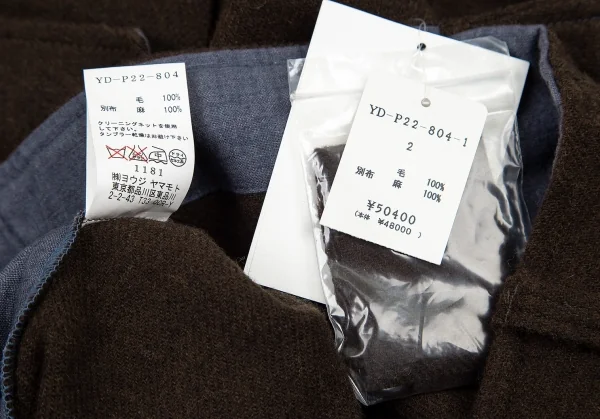 YD-P22-804
毛 100%
別布 麻 100%
クリーニングネットを使用
して下さい。
タンブラー乾燥はお避け下さい
中
ドライ
1181
㈱ヨウジ ヤマモト
東京都品川区東品川
2-2-43
YD-P22-804-1
2
毛 100%
別布 麻 100%
¥50400
(本体 ¥48000 )